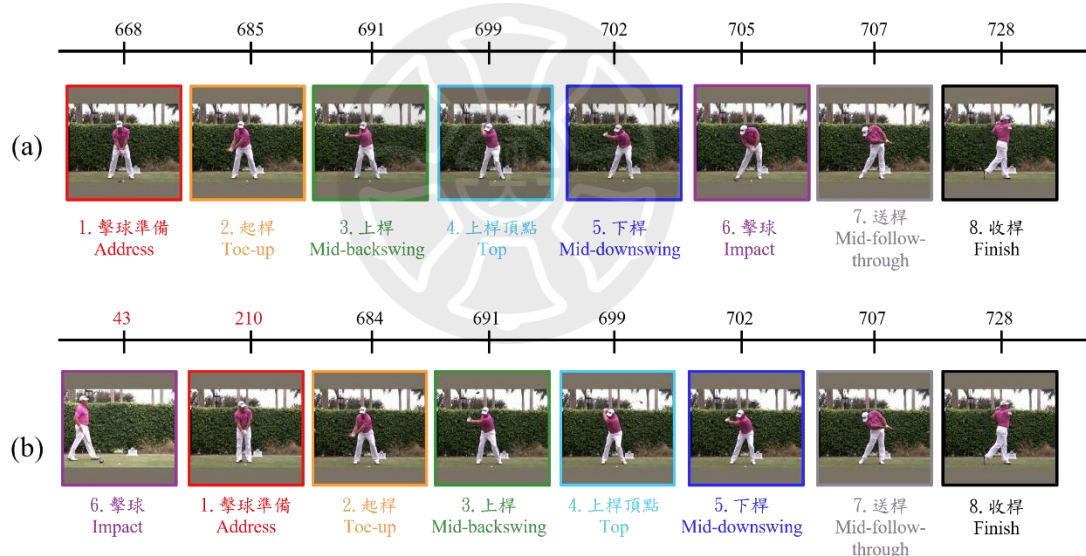 668 685 691 699 702 705 707 728
(a)
1. 擊球準備 2. 起桿 3. 上桿 4. 上桿頂點 5. 下桿 6. 擊球 7. 送桿 8. 收桿
Address Toe-up Mid-backswing Top Mid-downswing Impact Mid-follow- Finish
through
43 210 684 691 699 702 707 728
(b)
6. 擊球 1. 擊球準備 2. 起桿 3. 上桿 4. 上桿頂點 5. 下桿 7. 送桿 8. 收桿
Impact Address Toe-up Mid-backswing Top Mid-downswing Mid-follow- Finish
through